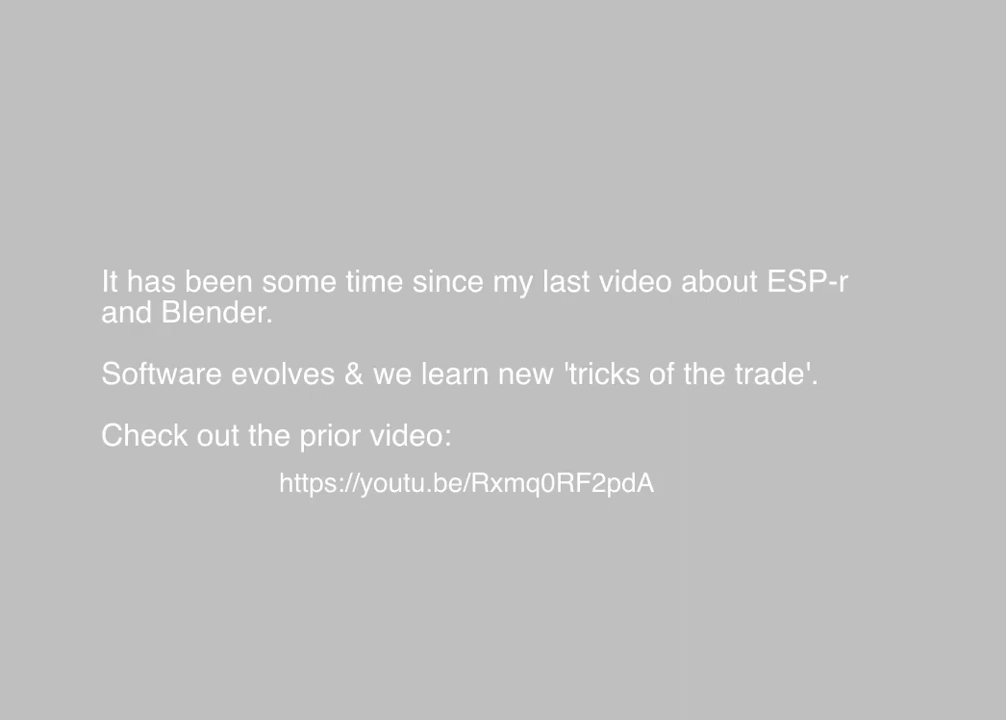 It has been some time since my last video about ESP-r
and Blender.
Software evolves & we learn new 'tricks of the trade'.
Check out the prior video:
https://youtu.be/Rxmq0RF2pdA